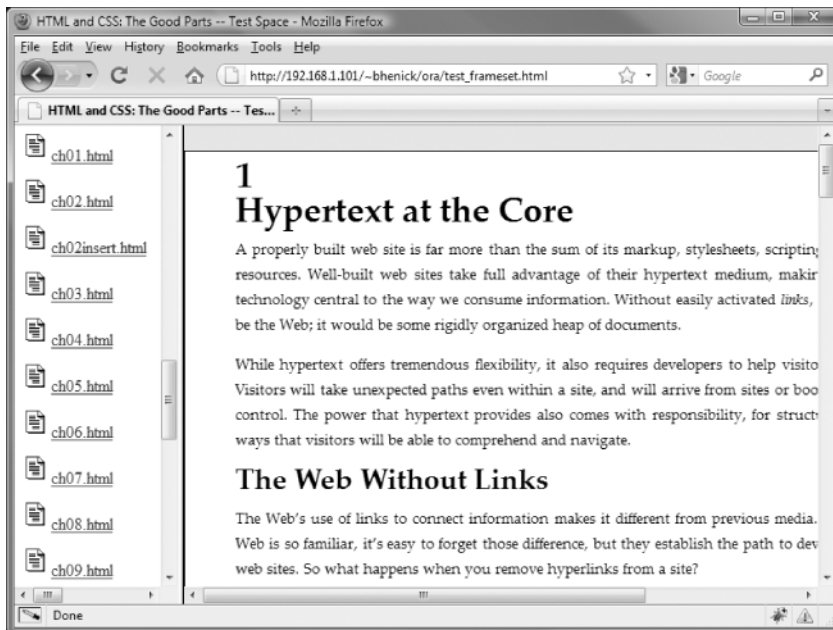 HTML and CSS: The Good Parts -- Test Space - Mozilla Firefox
File Edit View History Bookmarks Tools Help
http://192.168.1.101/~bhenick/ora/test_frameset.html
Google
HTML and CSS: The Good Parts -- Tes...
ch01.html
ch02.html
ch02insert.html
ch03.html
ch04.html
ch05.html
ch06.html
ch07.html
ch08.html
ch09.html
1
Hypertext at the Core
A properly built web site is far more than the sum of its markup, stylesheets, scripting
resources. Well-built web sites take full advantage of their hypertext medium, makin
technology central to the way we consume information. Without easily activated links,
be the Web; it would be some rigidly organized heap of documents.
While hypertext offers tremendous flexibility, it also requires developers to help visito
Visitors will take unexpected paths even within a site, and will arrive from sites or boo
control. The power that hypertext provides also comes with responsibility, for struct
ways that visitors will be able to comprehend and navigate.
The Web Without Links
The Web's use of links to connect information makes it different from previous media.
Web is so familiar, it's easy to forget those difference, but they establish the path to dev
web sites. So what happens when you remove hyperlinks from a site?
Done